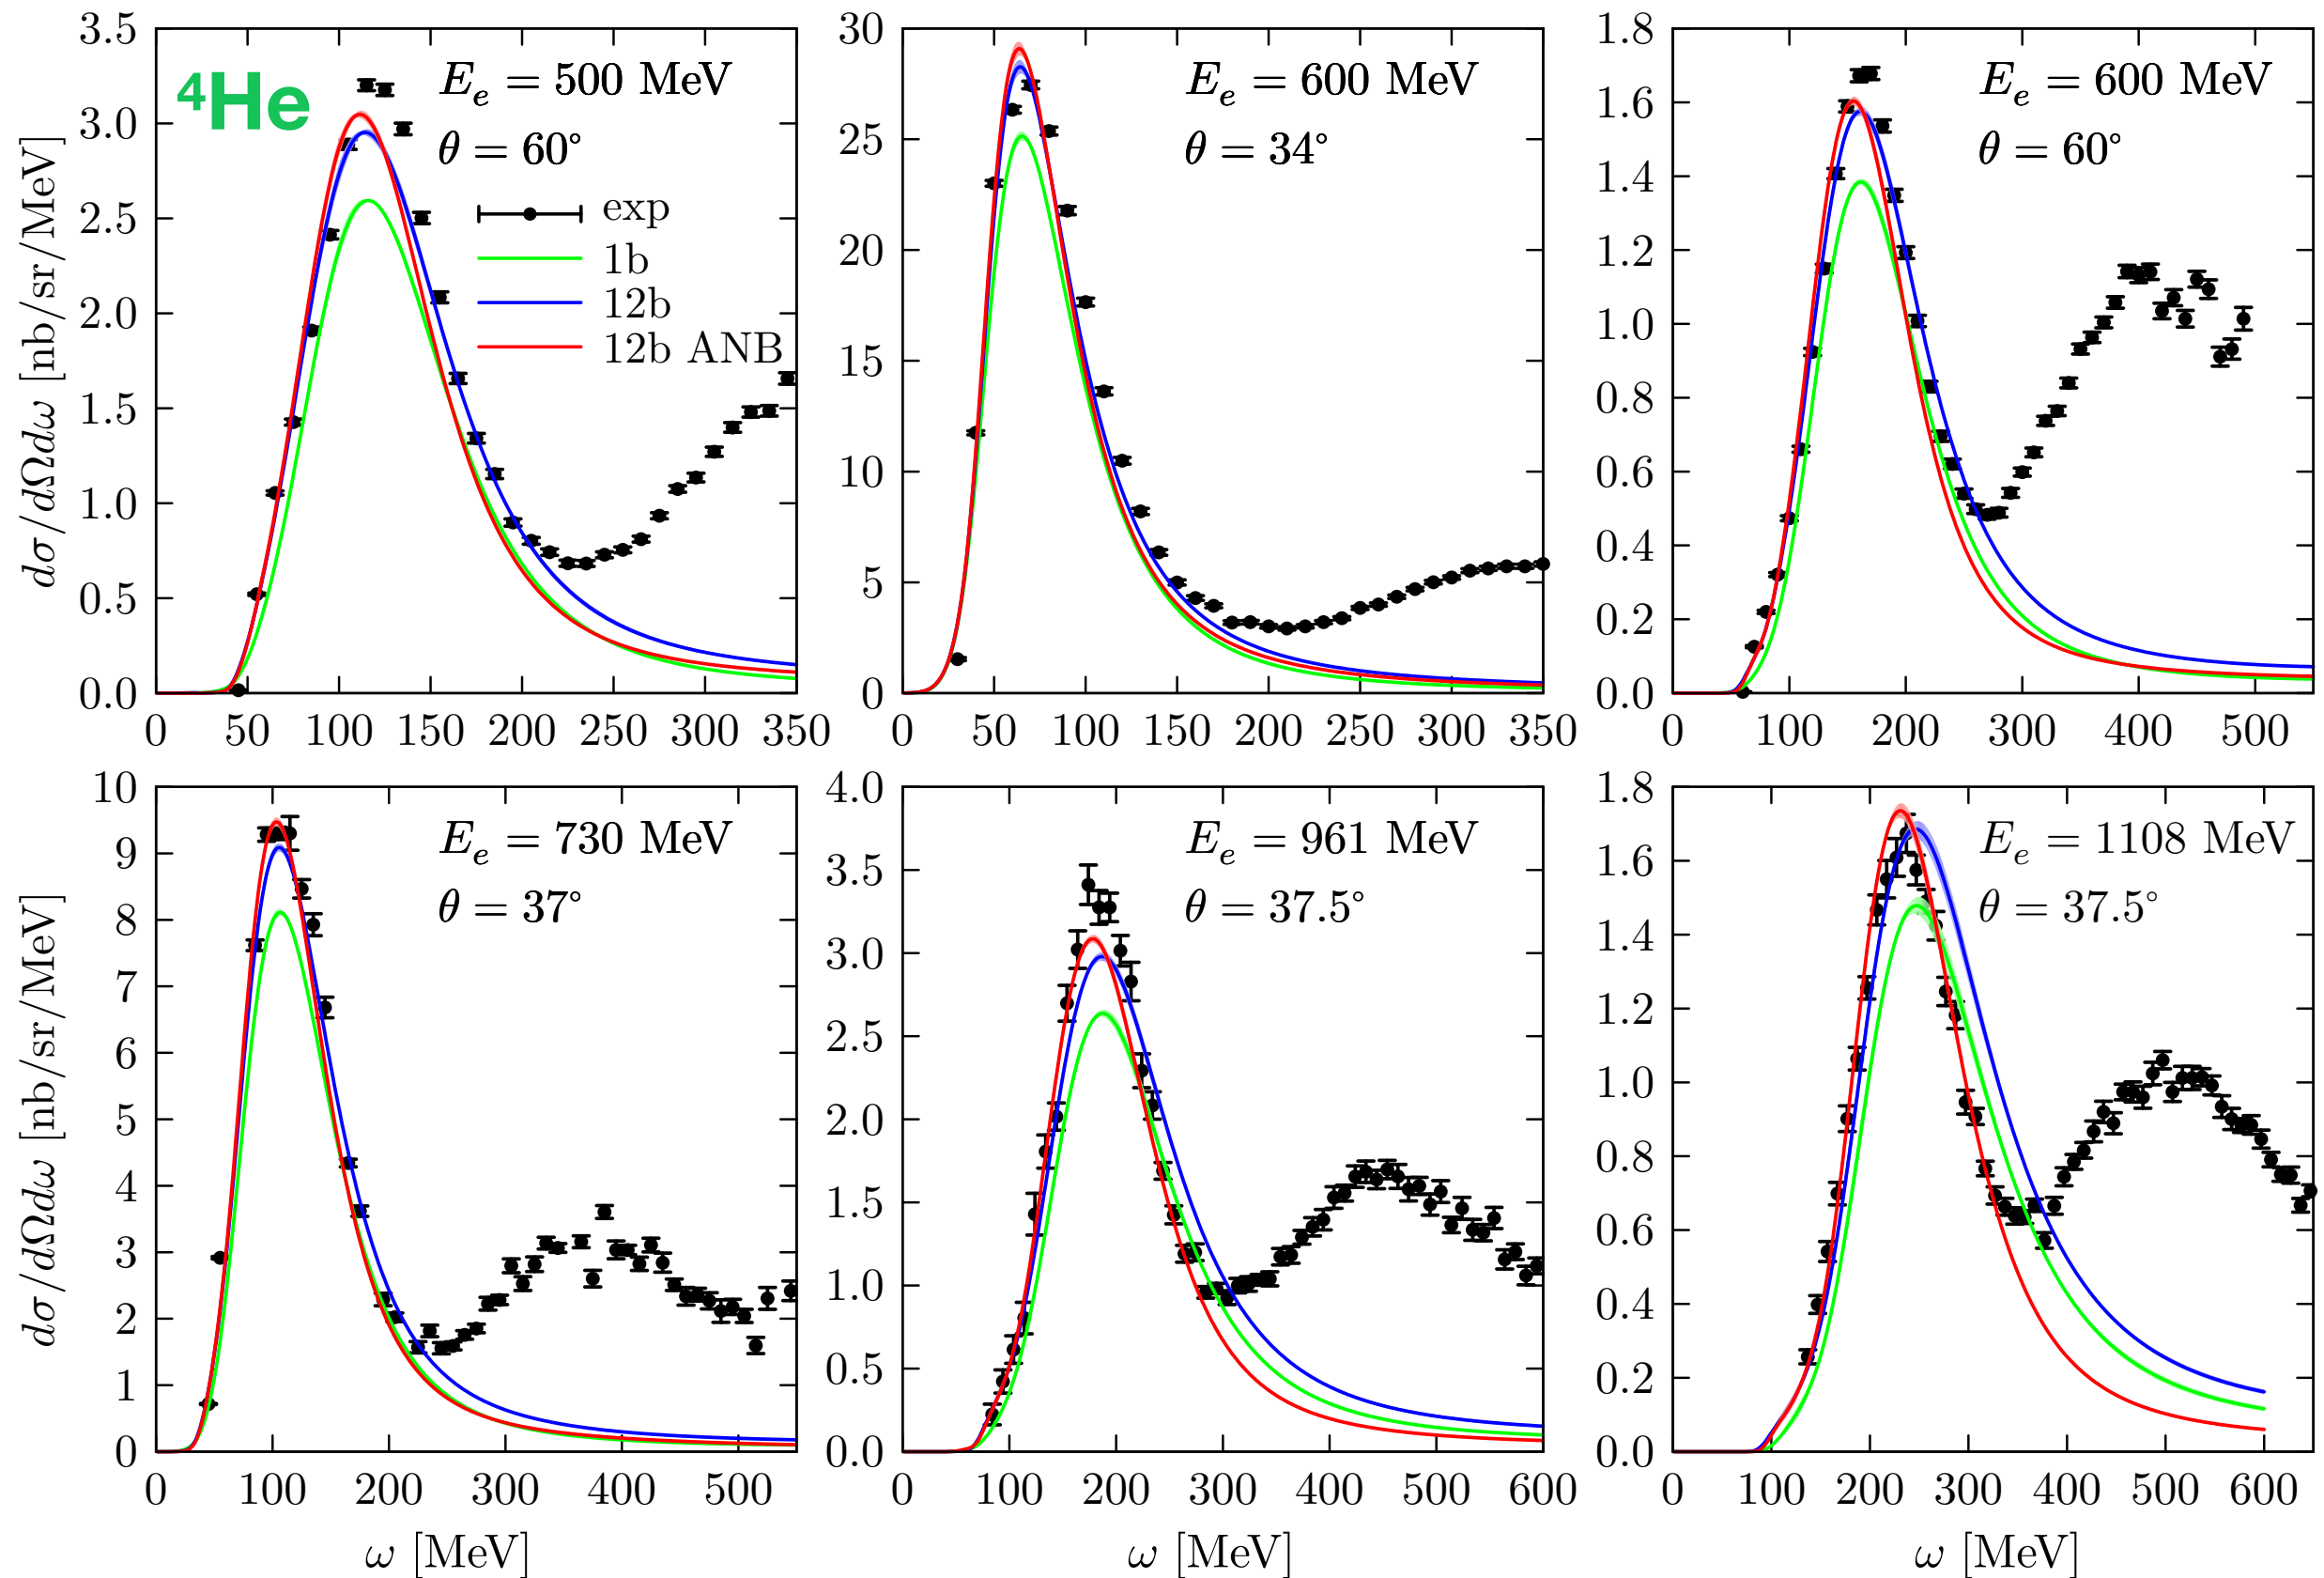 3.5
3.0
2.5
2.0
1.5
1.0
0.5
0.0
dσ/dΩdω [nb/sr/MeV]
⁴He
E_e = 500 MeV
θ = 60°
exp
1b
12b
12b ANB
0 50 100 150 200 250 300 350
30
25
20
15
10
5
0
E_e = 600 MeV
θ = 34°
0 50 100 150 200 250 300 350
1.8
1.6
1.4
1.2
1.0
0.8
0.6
0.4
0.2
0.0
E_e = 600 MeV
θ = 60°
0 100 200 300 400 500
10
9
8
7
6
5
4
3
2
1
0
dσ/dΩdω [nb/sr/MeV]
E_e = 730 MeV
θ = 37°
0 100 200 300 400 500
ω [MeV]
4.0
3.5
3.0
2.5
2.0
1.5
1.0
0.5
0.0
E_e = 961 MeV
θ = 37.5°
0 100 200 300 400 500 600
ω [MeV]
1.8
1.6
1.4
1.2
1.0
0.8
0.6
0.4
0.2
0.0
E_e = 1108 MeV
θ = 37.5°
0 100 200 300 400 500 600
ω [MeV]